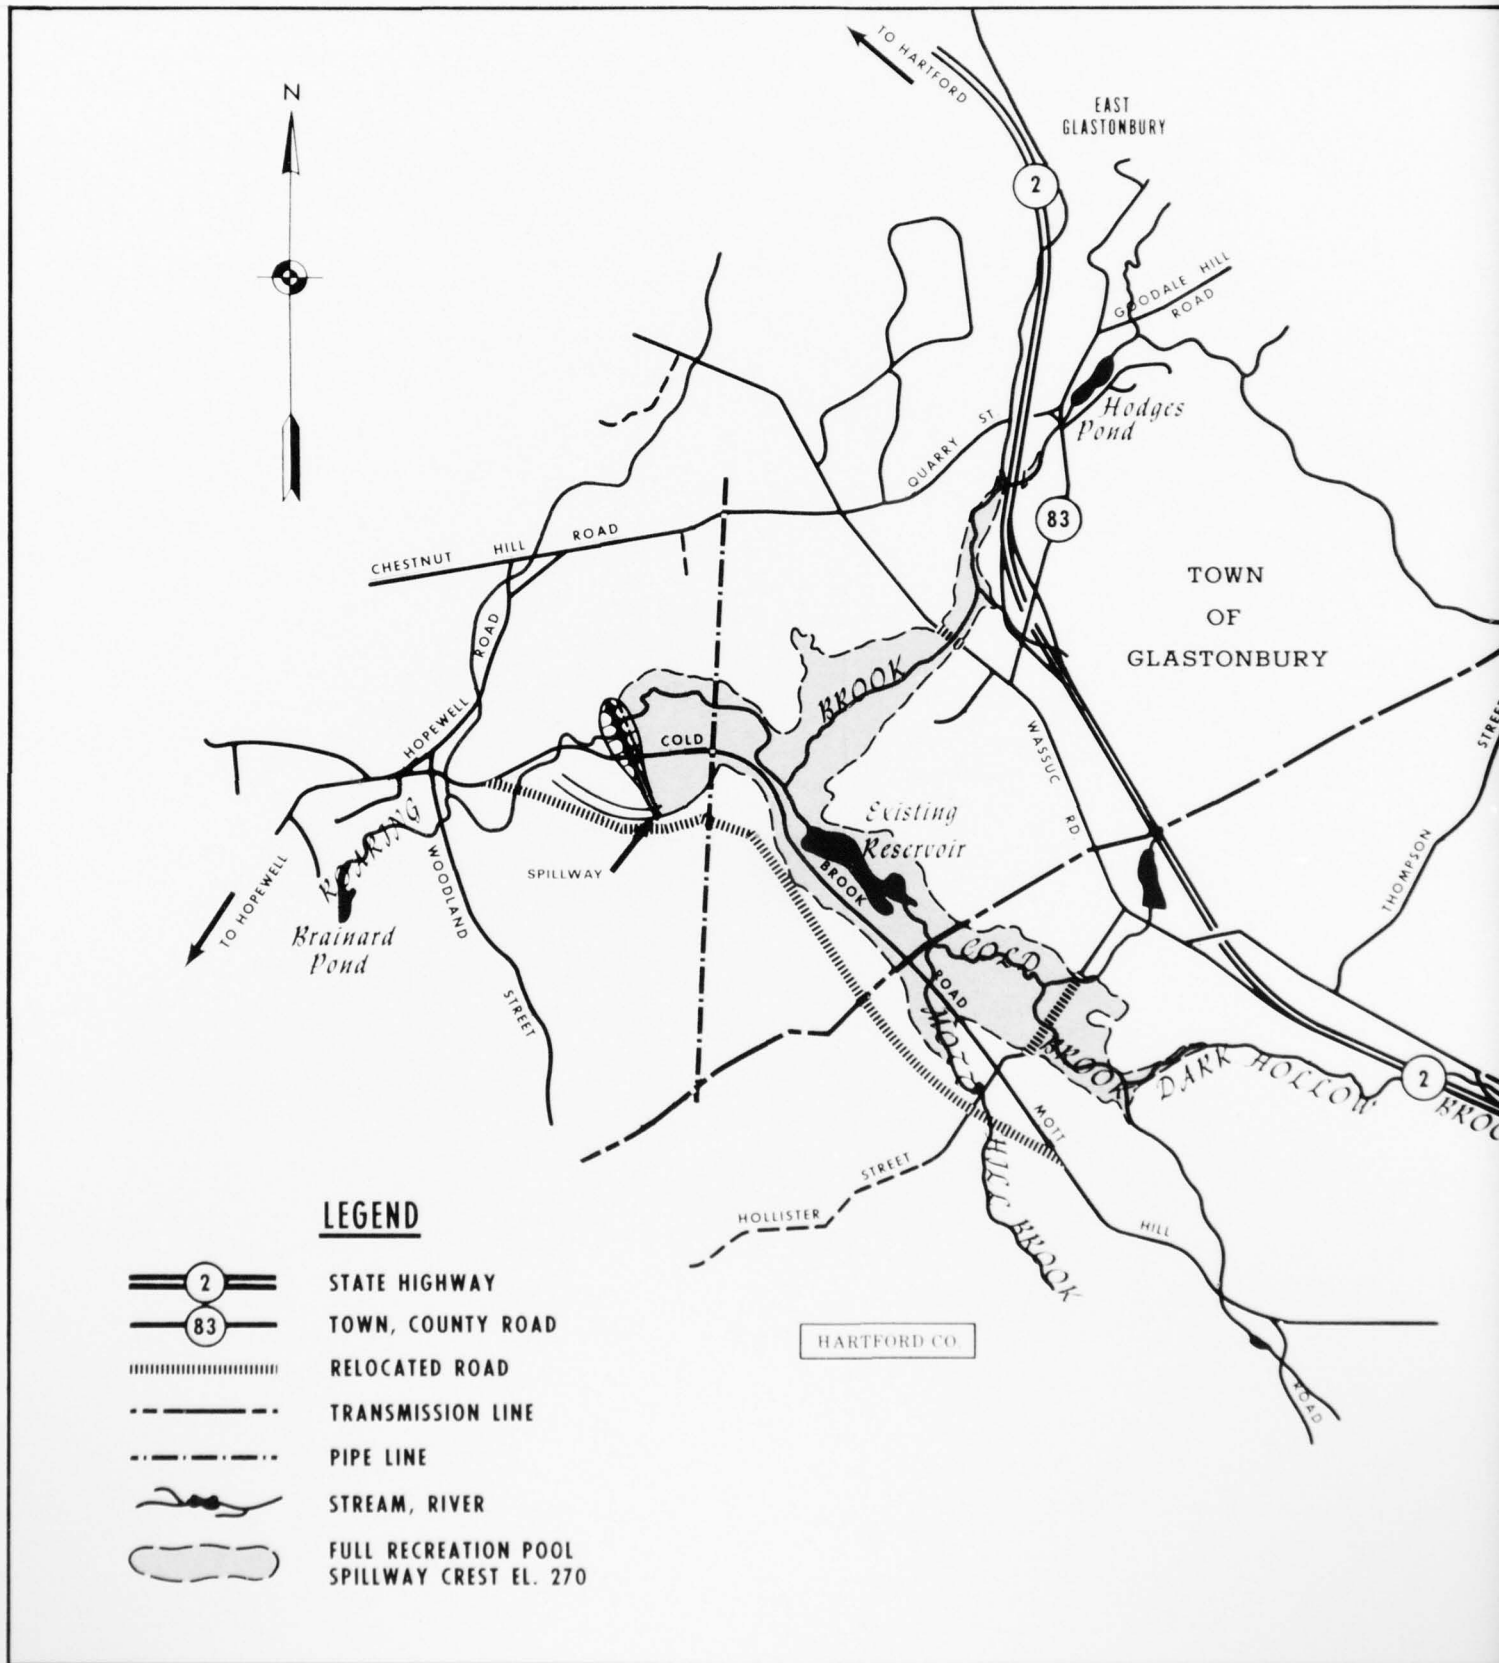 N
TO HARTFORD
EAST
GLASTONBURY
2
GOODALE HILL
ROAD
Hodges
Pond
QUARRY ST.
83
CHESTNUT HILL ROAD
TOWN
OF
GLASTONBURY
ROAD
HOPEWELL
BROOK
COLD
WASSUC
RD
STREET
THOMPSON
Existing
Reservoir
BROOK
ROAD
ROARING
TO HOPEWELL
Brainard
Pond
WOODLAND
STREET
SPILLWAY
COLD
BROOK
MOTT
DARK HOLLOW
2
MOTT
HILL BROOK
STREET
HOLLISTER
HILL
ROAD
HARTFORD CO.
LEGEND
2 STATE HIGHWAY
83 TOWN, COUNTY ROAD
RELOCATED ROAD
TRANSMISSION LINE
PIPE LINE
STREAM, RIVER
FULL RECREATION POOL
SPILLWAY CREST EL. 270